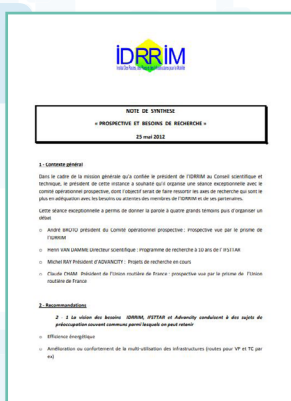 IDRRIM
NOTE DE SYNTHESE
« PROSPECTIVE ET BESOINS DE RECHERCHE »
23 mai 2012
1 - Contexte général
Dans le cadre de la mission générale qu'a confiée le président de l'IDRRIM au Conseil scientifique et
technique, le président de cette instance a souhaité qu'il organise une séance exceptionnelle avec le
comité opérationnel prospective, dont l'objectif serait de faire ressortir les axes de recherche qui sont le
plus en adéquation avec les besoins ou attentes des membres de l'IDRRIM et de ses partenaires.
Cette séance exceptionnelle a permis de donner la parole à quatre grands témoins puis d'organiser un
débat
o André BROTO président du Comité opérationnel prospective : Prospective vue par le prisme de
l'IDRRIM
o Henri VAN DAMME Directeur scientifique : Programme de recherche à 10 ans de l'IFSTTAR
o Michel RAY Président d'ADVANCITY : Projets de recherche en cours
o Claude CHAM Président de l'Union routière de France : prospective vue par le prisme de l'Union
routière de France
2 - Recommandations
2 - 1 La vision des besoins IDRRIM, IFSTTAR et Advancity conduisent à des sujets de
préoccupation souvent communs parmi lesquels on peut retenir
o Efficience énergétique
o Amélioration ou confortement de la multi-utilisation des infrastructures (routes pour VP et TC par
ex)